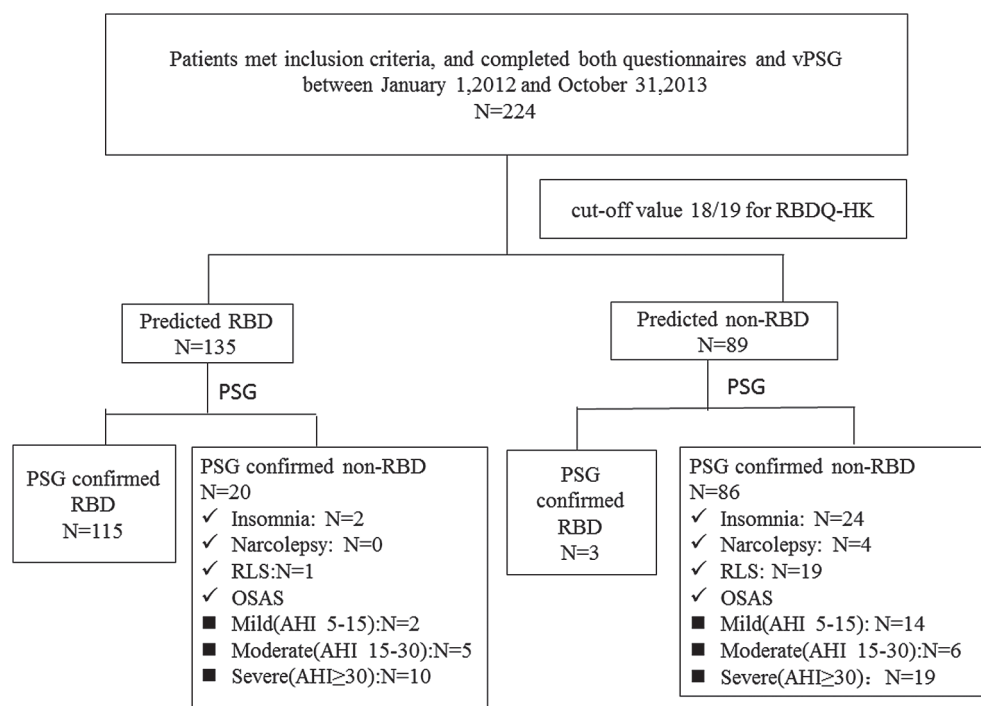 Patients met inclusion criteria, and completed both questionnaires and vPSG
between January 1,2012 and October 31,2013
N=224
cut-off value 18/19 for RBDQ-HK
Predicted RBD
N=135
Predicted non-RBD
N=89
PSG
PSG
PSG confirmed
RBD
N=115
PSG confirmed non-RBD
N=20
✓ Insomnia: N=2
✓ Narcolepsy: N=0
✓ RLS:N=1
✓ OSAS
■ Mild(AHI 5-15):N=2
■ Moderate(AHI 15-30):N=5
■ Severe(AHI≥30):N=10
PSG
confirmed
RBD
N=3
PSG confirmed non-RBD
N=86
✓ Insomnia: N=24
✓ Narcolepsy: N=4
✓ RLS: N=19
✓ OSAS
■ Mild(AHI 5-15): N=14
■ Moderate(AHI 15-30):N=6
■ Severe(AHI≥30)： N=19